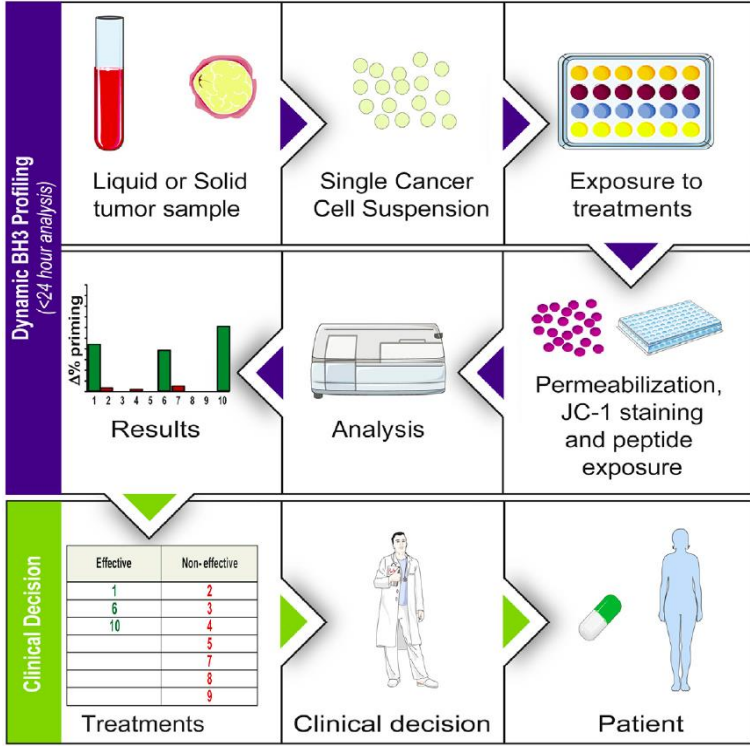 Dynamic BH3 Profiling
(<24 hour analysis)
Liquid or Solid
tumor sample
Single Cancer
Cell Suspension
Exposure to
treatments
Δ% priming
1 2 3 4 5 6 7 8 9 10
Results
Analysis
Permeabilization,
JC-1 staining
and peptide
exposure
Clinical Decision
Effective Non-effective
1 2
6 3
10 4
5
7
8
9
Treatments
Clinical decision
Patient